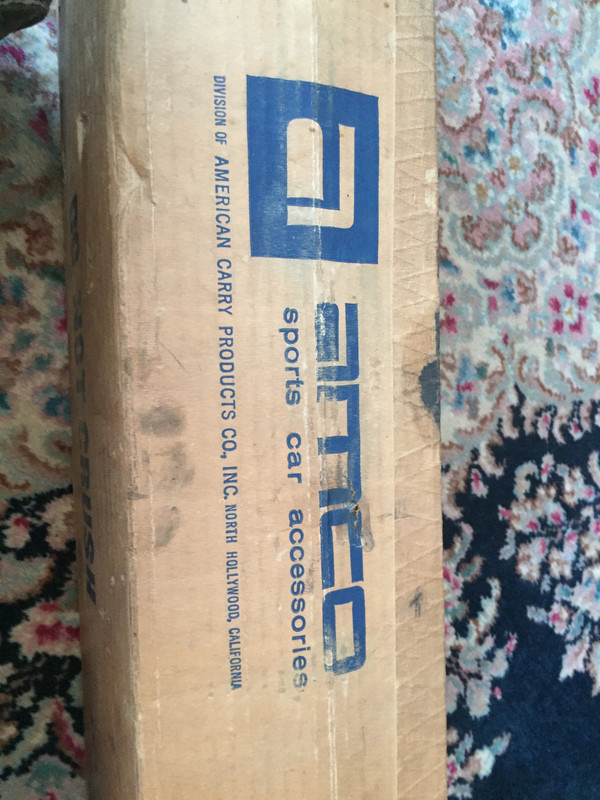 amco
sports car accessories
DIVISION OF AMERICAN CARRY PRODUCTS CO., INC. NORTH HOLLYWOOD, CALIFORNIA
DO NOT CRUSH